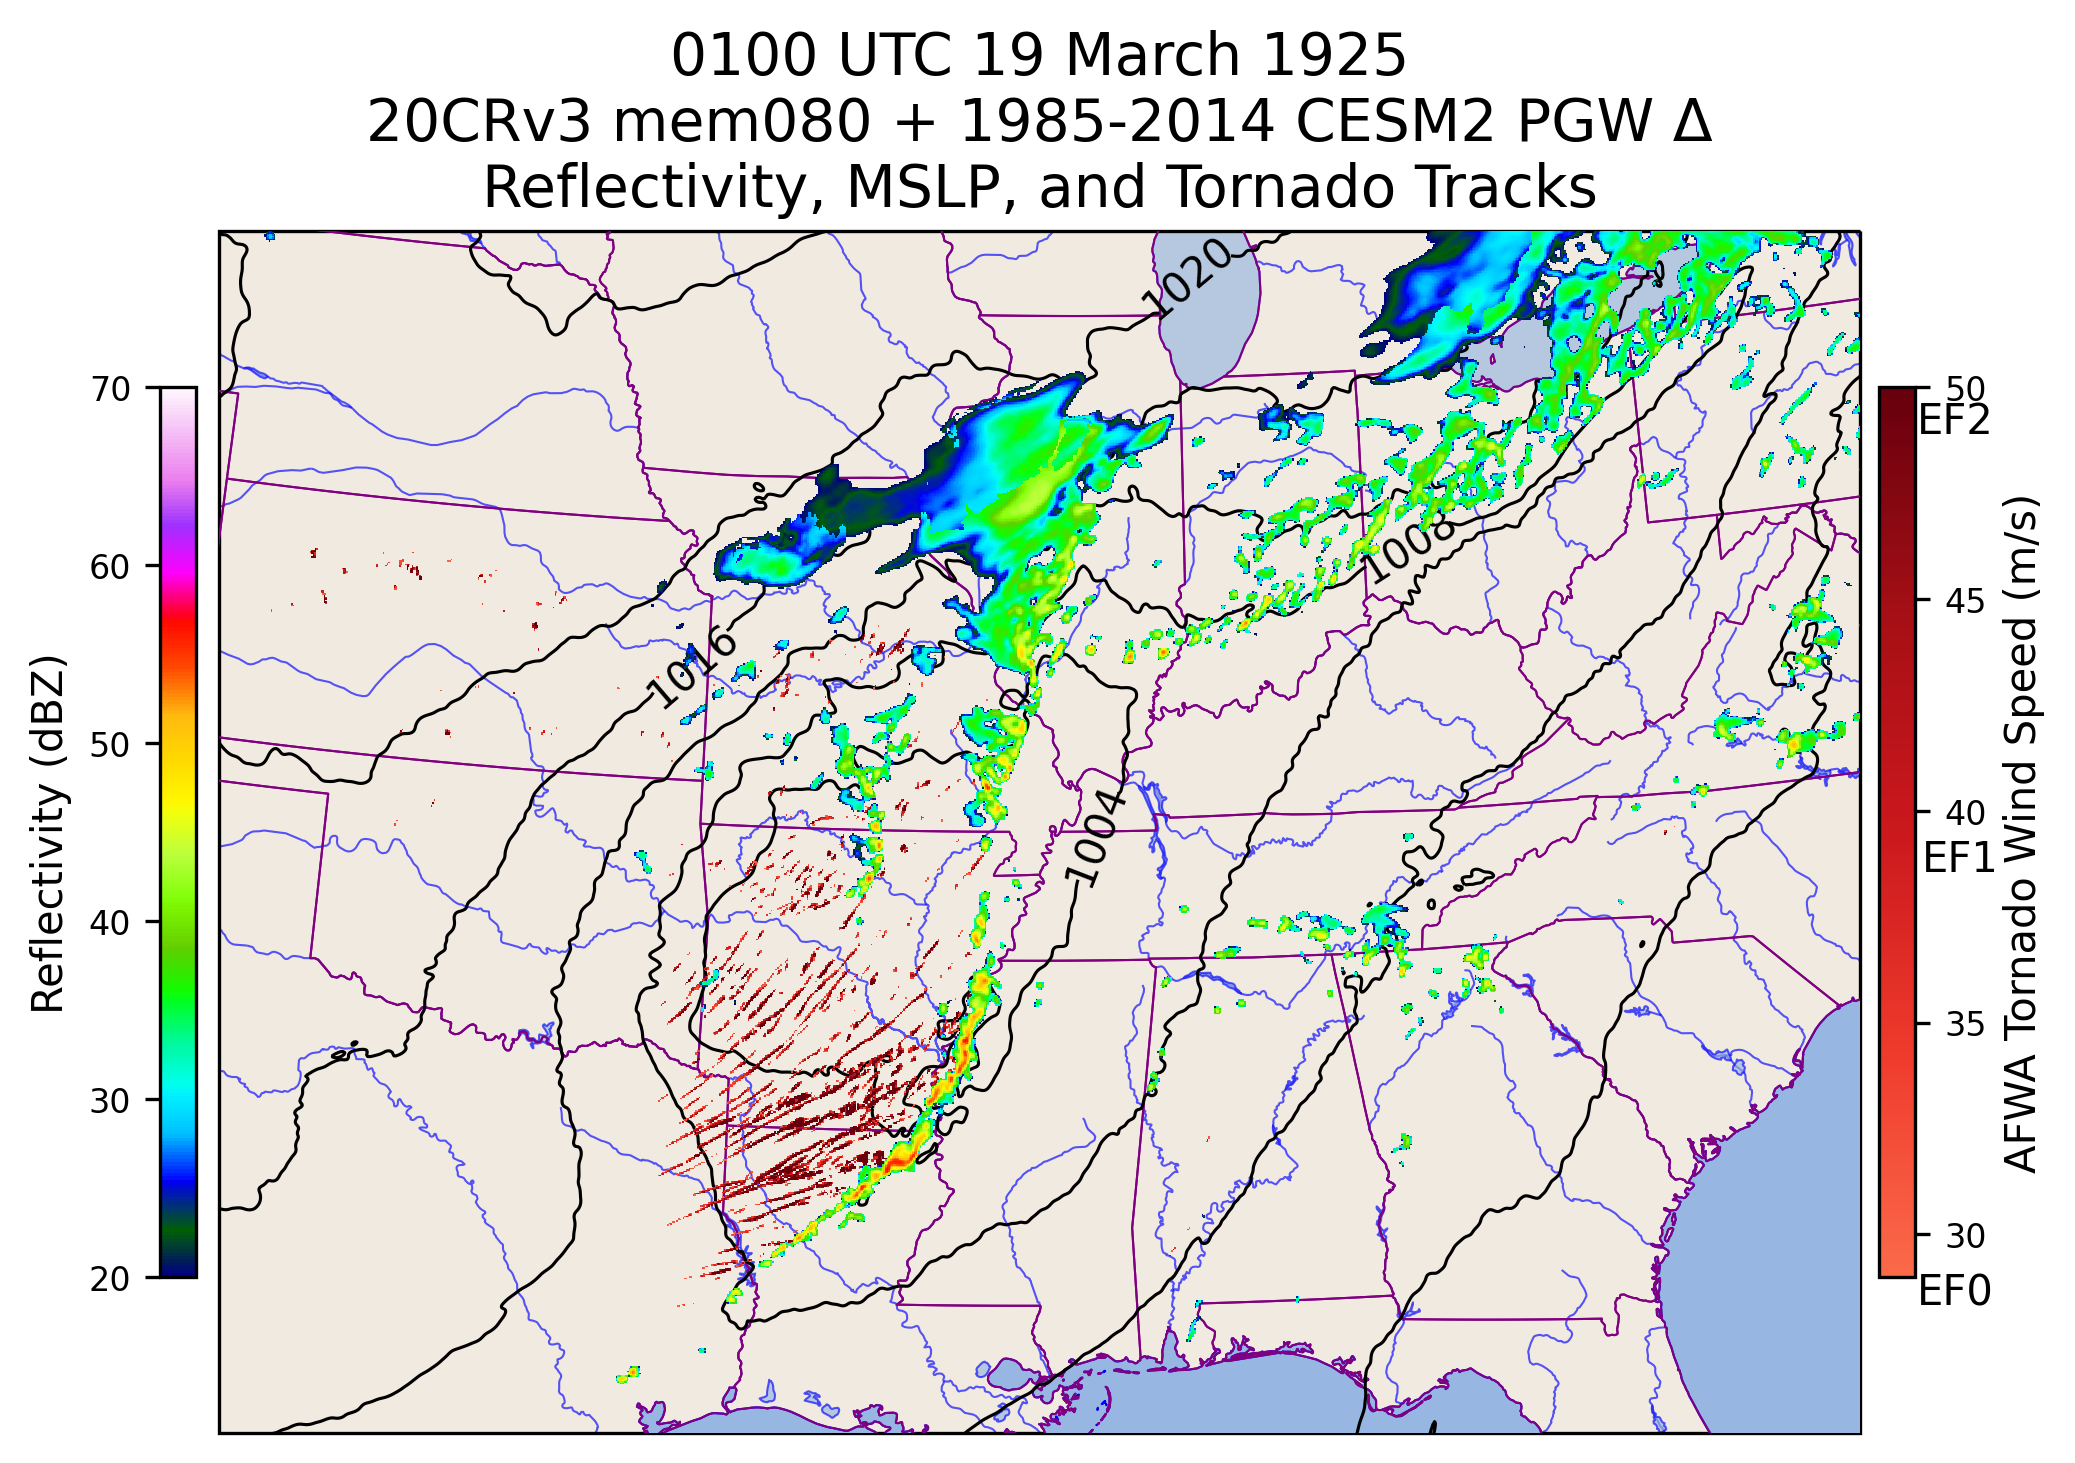 0100 UTC 19 March 1925
20CRv3 mem080 + 1985-2014 CESM2 PGW Δ
Reflectivity, MSLP, and Tornado Tracks
1020
1016
1008
1004
0
70
60
50
40
30
20
Reflectivity (dBZ)
50
EF2
45
40
EF1
35
30
EF0
AFWA Tornado Wind Speed (m/s)